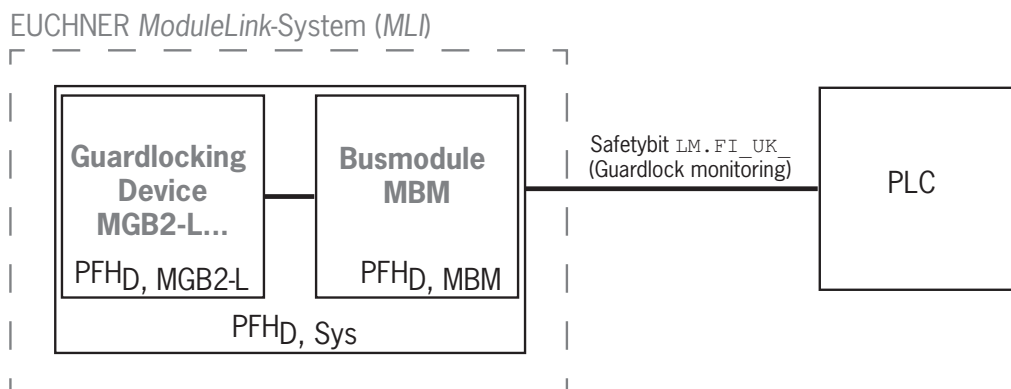 EUCHNER ModuleLink-System (MLI)
Guardlocking
Device
MGB2-L...
PFHD, MGB2-L
Busmodule
MBM
PFHD, MBM
PFHD, Sys
Safetybit LM.FI_UK_
(Guardlock monitoring)
PLC